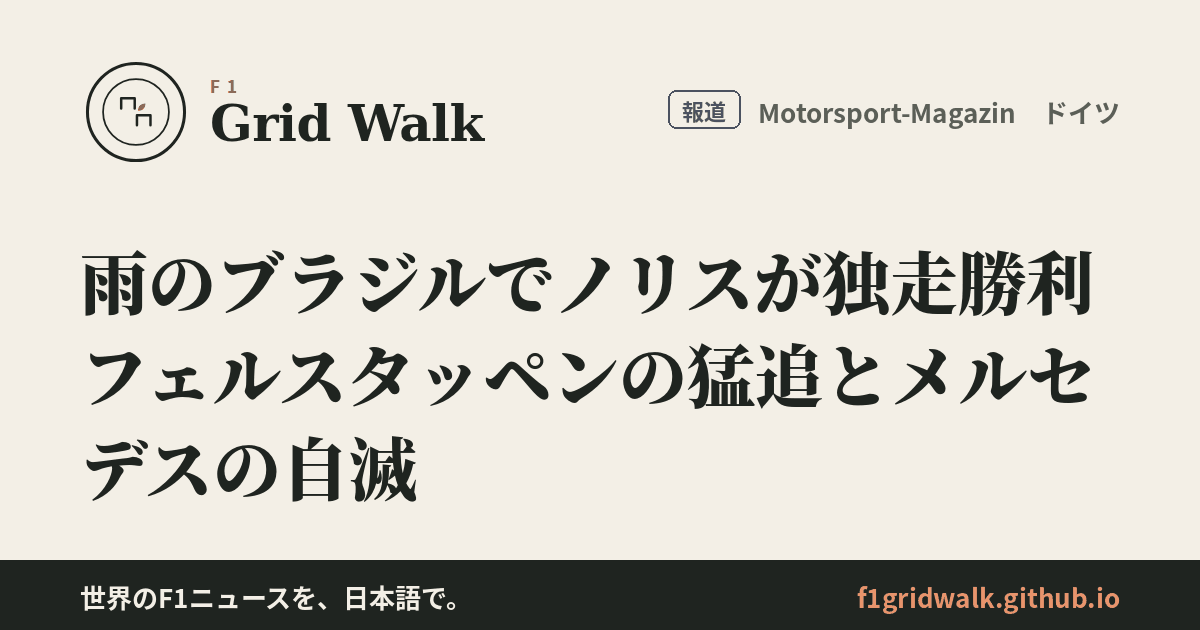 F1
Grid Walk
報道 Motorsport-Magazin ドイツ
雨のブラジルでノリスが独走勝利
フェルスタッペンの猛追とメルセ
デスの自滅
世界のF1ニュースを、日本語で。
f1gridwalk.github.io